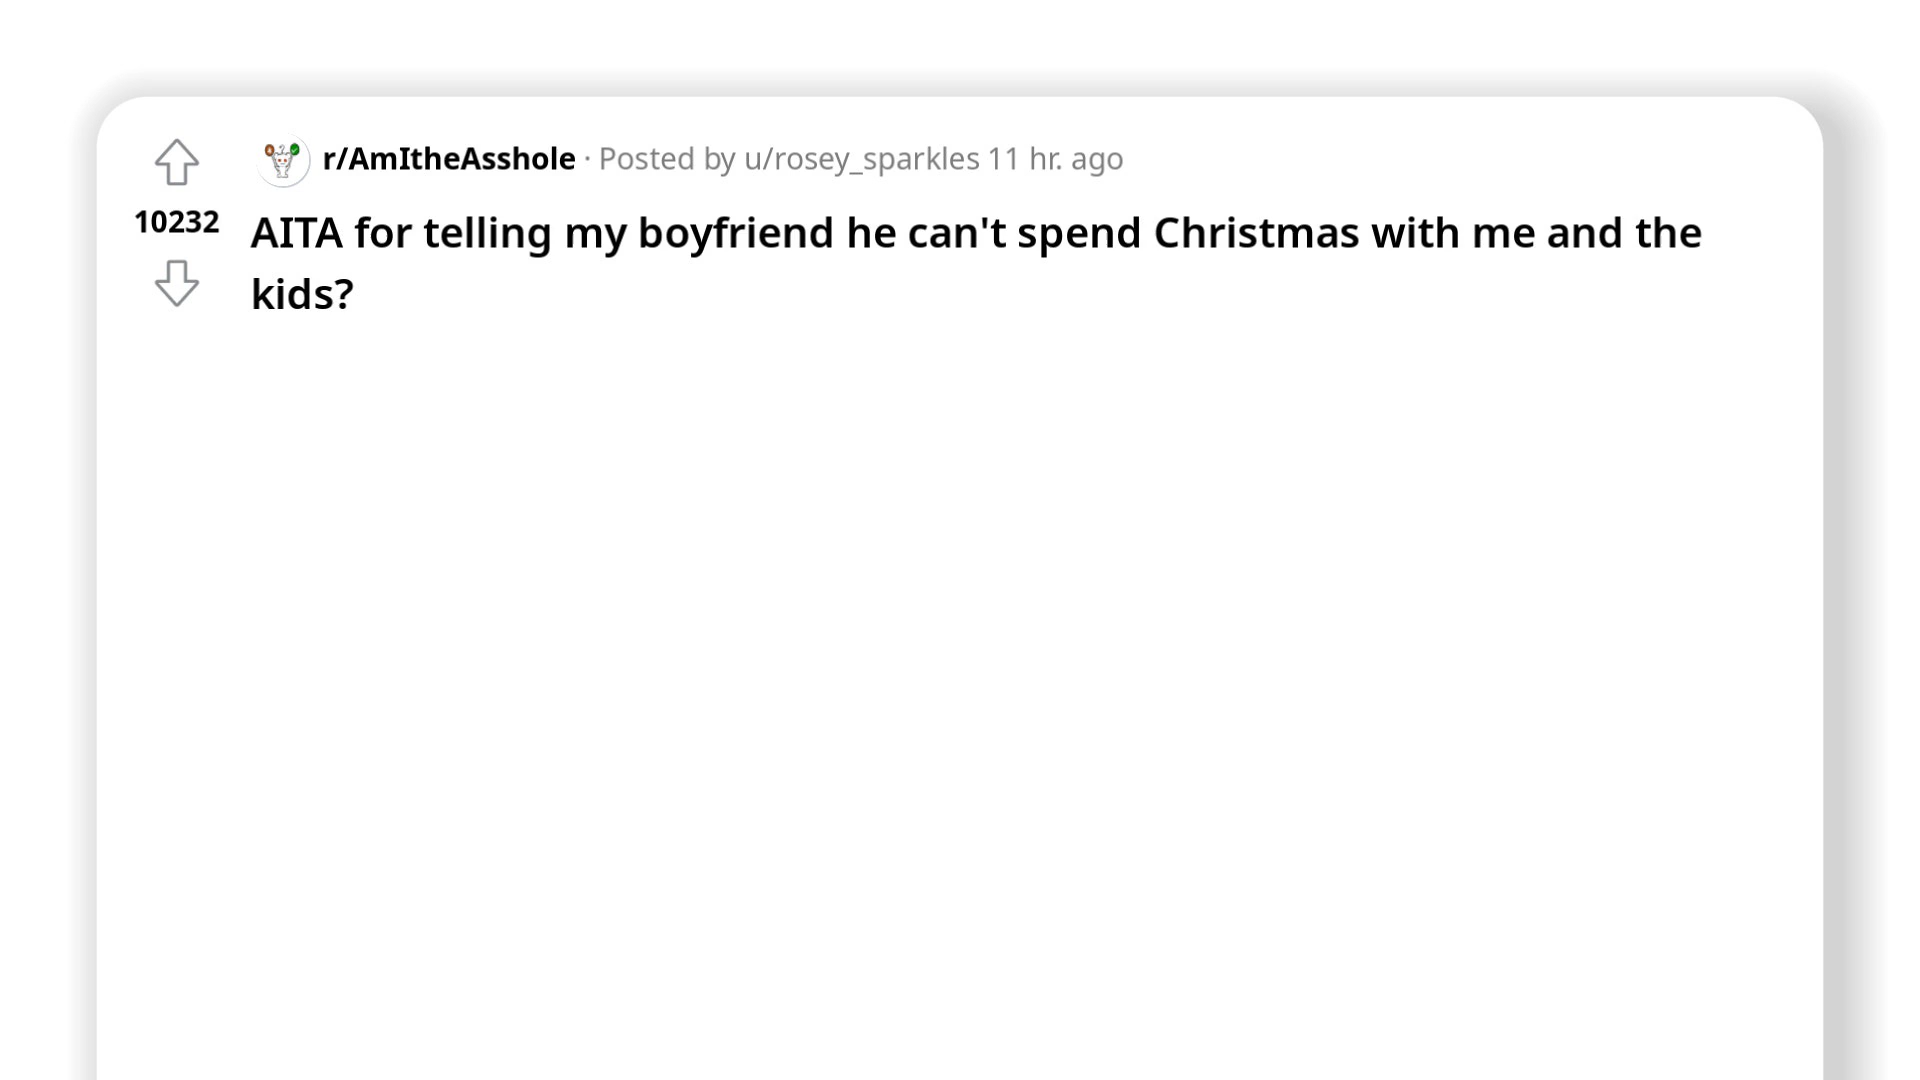 r/AmItheAsshole · Posted by u/rosey_sparkles 11 hr. ago
10232
AITA for telling my boyfriend he can't spend Christmas with me and the
kids?